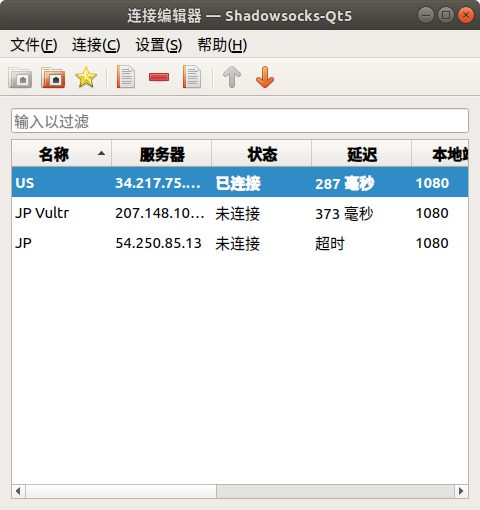 连接编辑器 — Shadowsocks-Qt5
文件(F) 连接(C) 设置(S) 帮助(H)
输入以过滤
名称 服务器 状态 延迟 本地端
US 34.217.75.… 已连接 287 毫秒 1080
JP Vultr 207.148.10… 未连接 373 毫秒 1080
JP 54.250.85.13 未连接 超时 1080